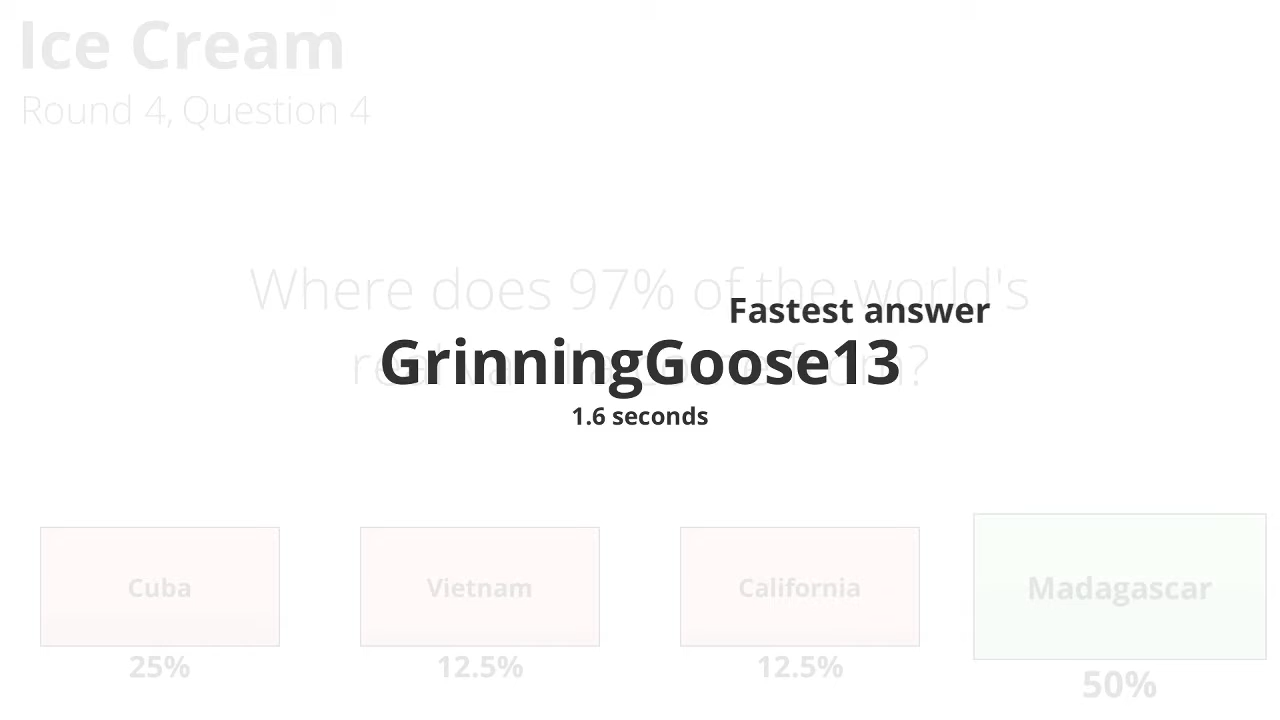 Ice Cream
Round 4, Question 4
Where does 97% of the world's
from?
Fastest answer
GrinningGoose13
1.6 seconds
Cuba
Vietnam
California
Madagascar
25%
12.5%
12.5%
50%